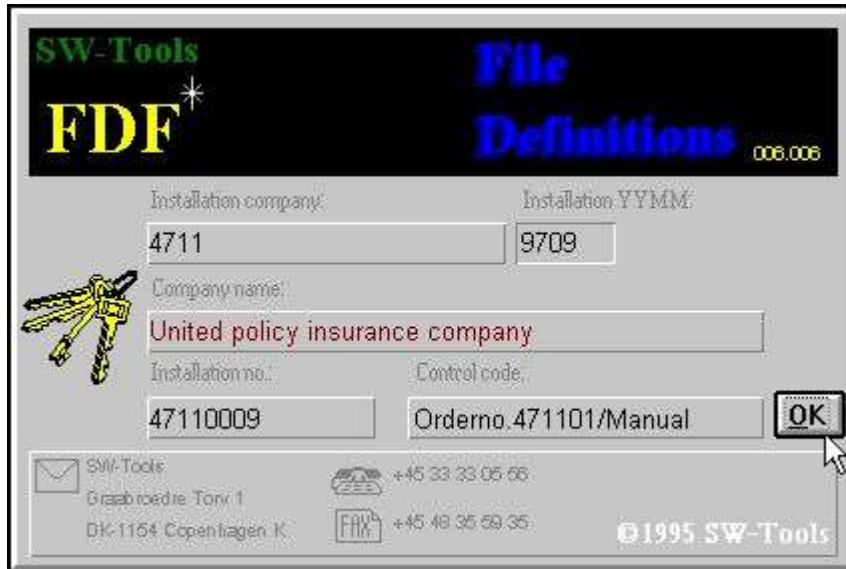 SW-Tools
FDF*
File
Definitions
006.006
Installation company:
Installation YYMM:
4711
9709
Company name:
United policy insurance company
Installation no.:
Control code:
47110009
Orderno.471101/Manual
OK
SW-Tools
Graabroedre Torv 1
DK-1154 Copenhagen K
+45 33 33 05 56
FAX
+45 48 35 59 35
©1995 SW-Tools